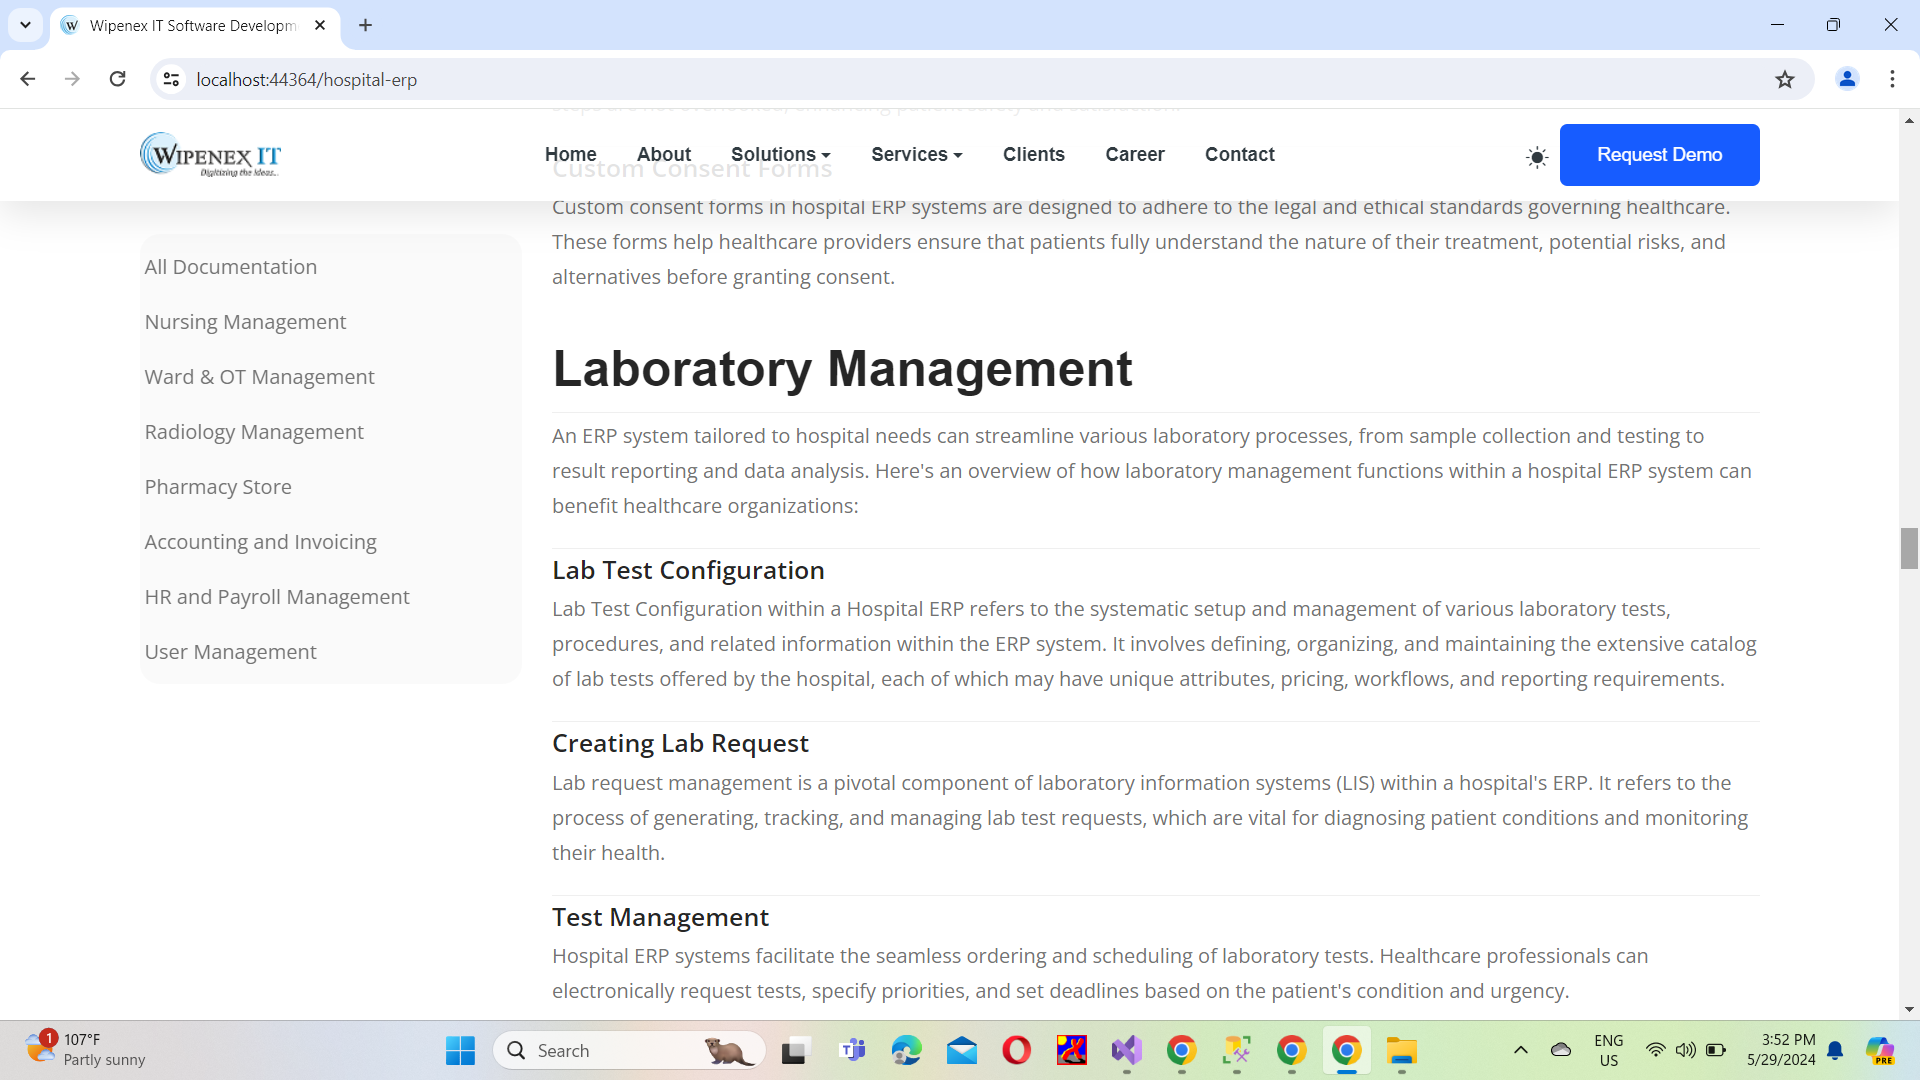 Wipenex IT Software Developm
localhost:44364/hospital-erp
steps are not overlooked, enhancing patient safety and satisfaction.
WIPENEX IT
Digitizing the Ideas...
Home
About
Solutions
Services
Clients
Career
Contact
Request Demo
Custom Consent Forms
Custom consent forms in hospital ERP systems are designed to adhere to the legal and ethical standards governing healthcare.
These forms help healthcare providers ensure that patients fully understand the nature of their treatment, potential risks, and
alternatives before granting consent.
All Documentation
Nursing Management
Ward & OT Management
Radiology Management
Pharmacy Store
Accounting and Invoicing
HR and Payroll Management
User Management
Laboratory Management
An ERP system tailored to hospital needs can streamline various laboratory processes, from sample collection and testing to
result reporting and data analysis. Here's an overview of how laboratory management functions within a hospital ERP system can
benefit healthcare organizations:
Lab Test Configuration
Lab Test Configuration within a Hospital ERP refers to the systematic setup and management of various laboratory tests,
procedures, and related information within the ERP system. It involves defining, organizing, and maintaining the extensive catalog
of lab tests offered by the hospital, each of which may have unique attributes, pricing, workflows, and reporting requirements.
Creating Lab Request
Lab request management is a pivotal component of laboratory information systems (LIS) within a hospital's ERP. It refers to the
process of generating, tracking, and managing lab test requests, which are vital for diagnosing patient conditions and monitoring
their health.
Test Management
Hospital ERP systems facilitate the seamless ordering and scheduling of laboratory tests. Healthcare professionals can
electronically request tests, specify priorities, and set deadlines based on the patient's condition and urgency.
1
107°F
Partly sunny
Search
ENG
US
3:52 PM
5/29/2024
PRE